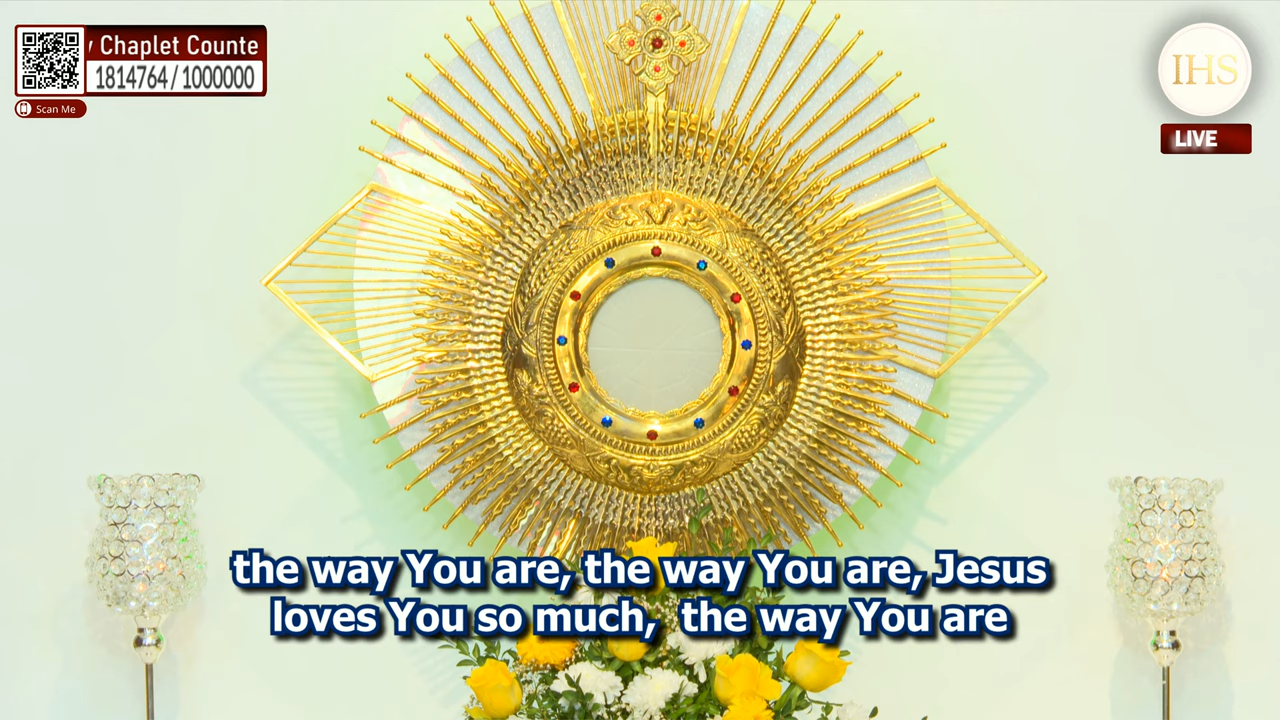 Chaplet Counte
1814764 / 1000000
Scan Me
IHS
LIVE
the way You are, the way You are, Jesus
loves You so much, the way You are